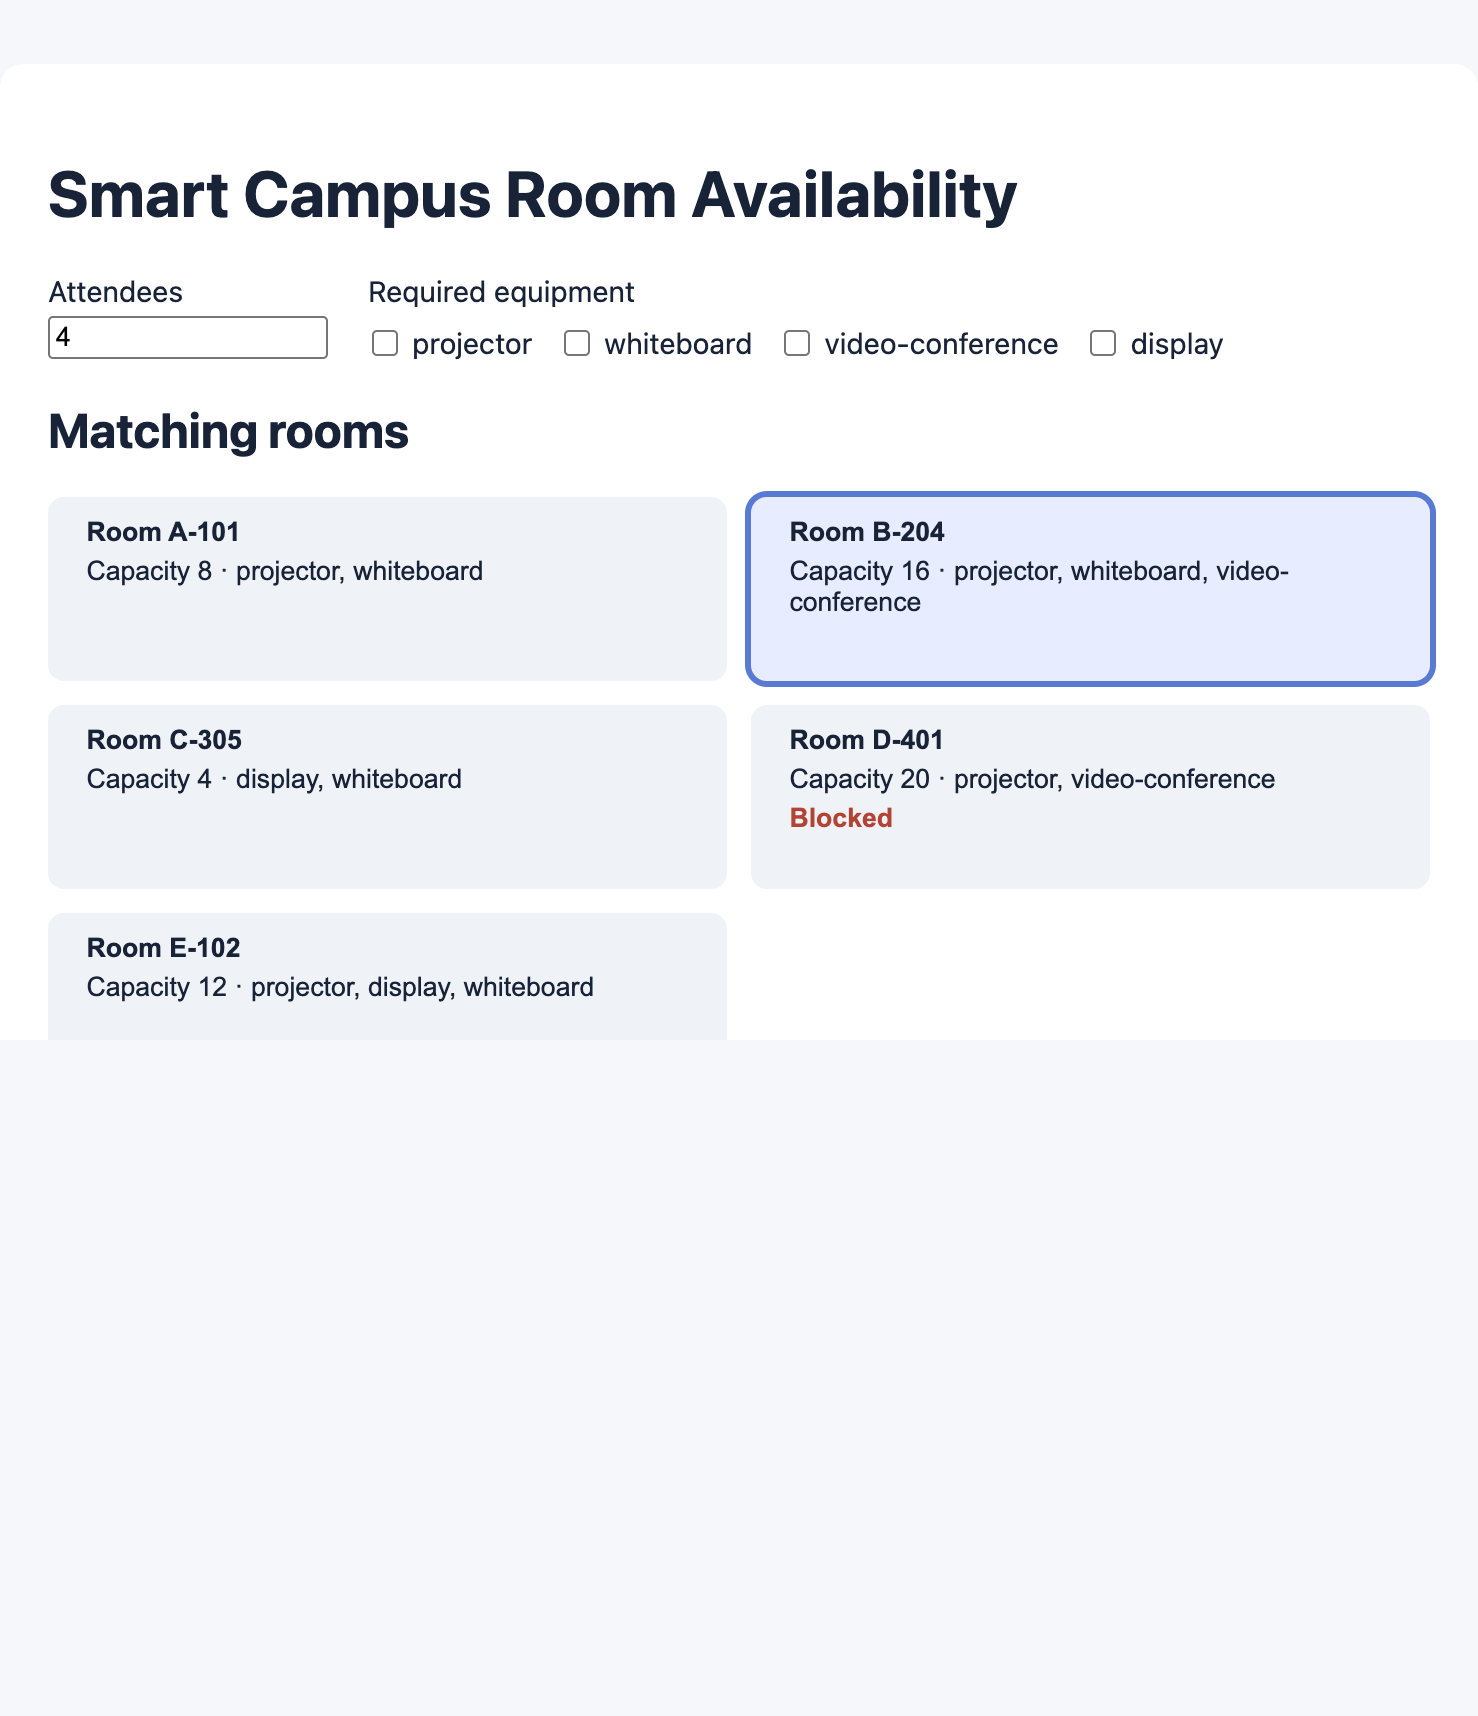 Smart Campus Room Availability
Attendees
Required equipment
4
projector
whiteboard
video-conference
display
Matching rooms
Room A-101
Capacity 8 · projector, whiteboard
Room B-204
Capacity 16 · projector, whiteboard, video-
conference
Room C-305
Capacity 4 · display, whiteboard
Room D-401
Capacity 20 · projector, video-conference
Blocked
Room E-102
Capacity 12 · projector, display, whiteboard